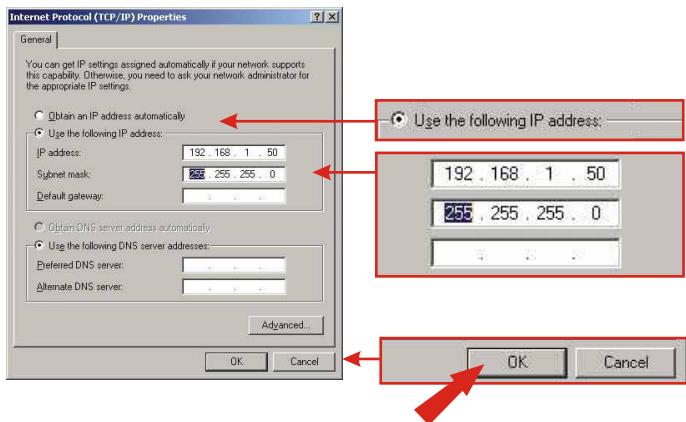 Internet Protocol (TCP/IP) Properties
General
You can get IP settings assigned automatically if your network supports
this capability. Otherwise, you need to ask your network administrator for
the appropriate IP settings.
Obtain an IP address automatically
Use the following IP address:
IP address: 192 . 168 . 1 . 50
Subnet mask: 255 . 255 . 255 . 0
Default gateway: . . .
Obtain DNS server address automatically
Use the following DNS server addresses:
Preferred DNS server: . . .
Alternate DNS server: . . .
Advanced...
OK Cancel
Use the following IP address:
192 . 168 . 1 . 50
255 . 255 . 255 . 0
. . .
OK Cancel